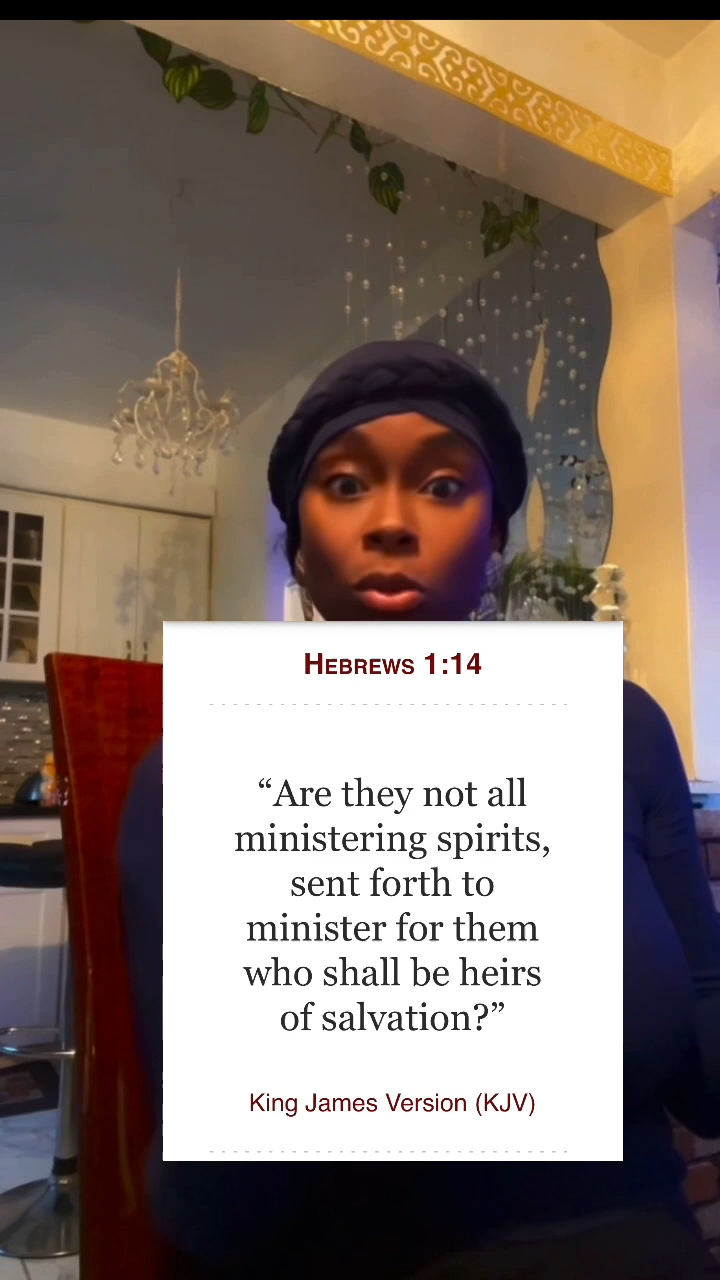 Hebrews 1:14
“Are they not all
ministering spirits,
sent forth to
minister for them
who shall be heirs
of salvation?”
King James Version (KJV)